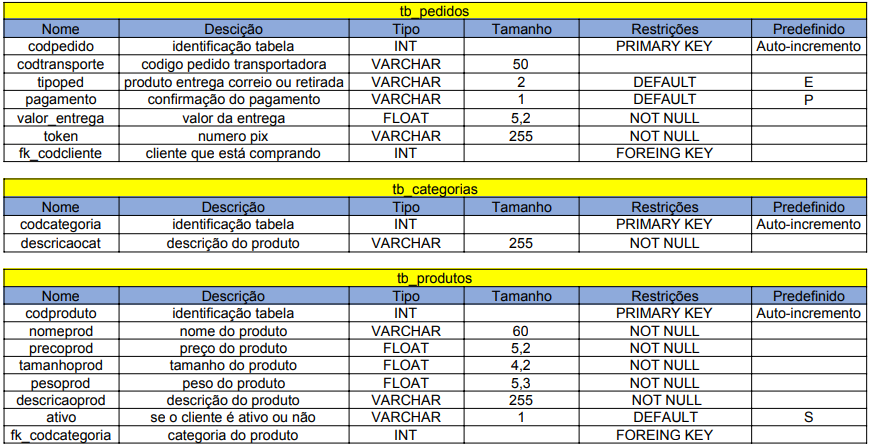 tb_pedidos
Nome Descição Tipo Tamanho Restrições Predefinido
codpedido identificação tabela INT PRIMARY KEY Auto-incremento
codtransporte codigo pedido transportadora VARCHAR 50
tipoped produto entrega correio ou retirada VARCHAR 2 DEFAULT E
pagamento confirmação do pagamento VARCHAR 1 DEFAULT P
valor_entrega valor da entrega FLOAT 5,2 NOT NULL
token numero pix VARCHAR 255 NOT NULL
fk_codcliente cliente que está comprando INT FOREING KEY
tb_categorias
Nome Descrição Tipo Tamanho Restrições Predefinido
codcategoria identificação tabela INT PRIMARY KEY Auto-incremento
descricaocat descrição do produto VARCHAR 255 NOT NULL
tb_produtos
Nome Descrição Tipo Tamanho Restrições Predefinido
codproduto identificação tabela INT PRIMARY KEY Auto-incremento
nomeprod nome do produto VARCHAR 60 NOT NULL
precoprod preço do produto FLOAT 5,2 NOT NULL
tamanhoprod tamanho do produto FLOAT 4,2 NOT NULL
pesoprod peso do produto FLOAT 5,3 NOT NULL
descricaoprod descrição do produto VARCHAR 255 NOT NULL
ativo se o cliente é ativo ou não VARCHAR 1 DEFAULT S
fk_codcategoria categoria do produto INT FOREING KEY